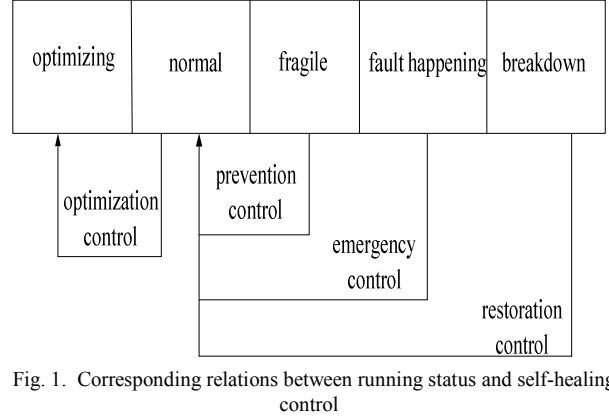 optimizing
normal
fragile
fault happening
breakdown
optimization
control
prevention
control
emergency
control
restoration
control
Fig. 1. Corresponding relations between running status and self-healing
control